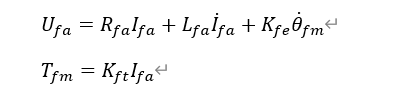 U_{fa} = R_{fa}I_{fa} + L_{fa}\dot{I}_{fa} + K_{fe}\dot{\theta}_{fm}↵
T_{fm} = K_{ft}I_{fa}↵